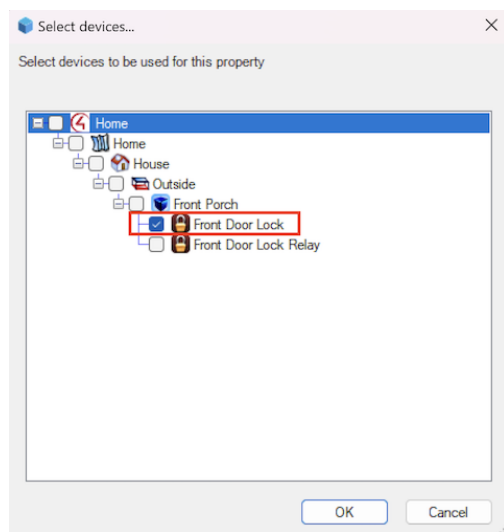 Select devices...
Select devices to be used for this property
Home
Home
House
Outside
Front Porch
Front Door Lock
Front Door Lock Relay
OK
Cancel